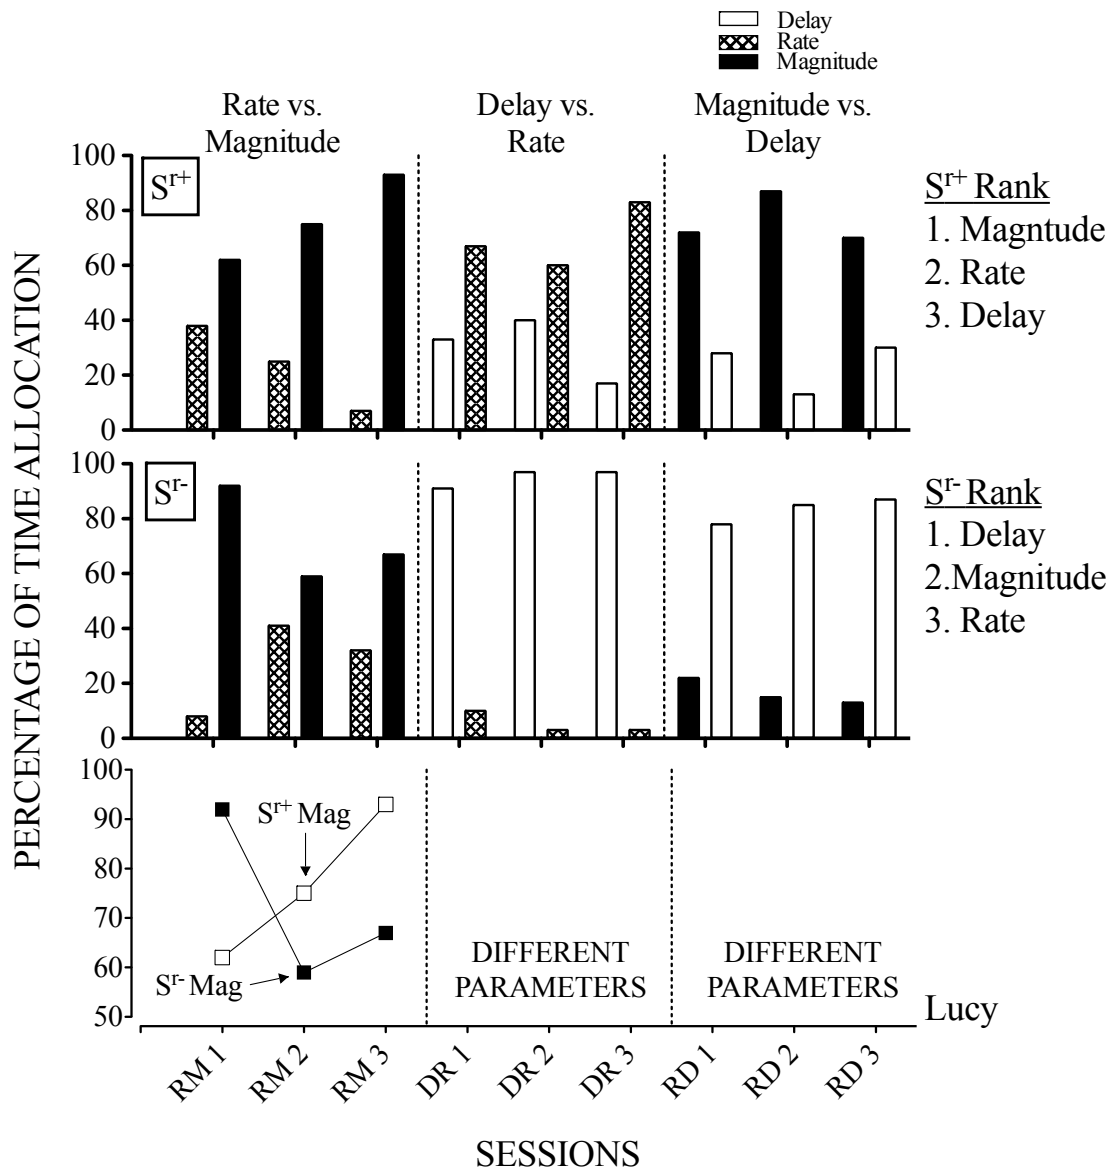 Delay
Rate
Magnitude
Rate vs.
Magnitude
Delay vs.
Rate
Magnitude vs.
Delay
PERCENTAGE OF TIME ALLOCATION
100
80
60
40
20
0
Sr+
Sr+ Rank
1. Magntude
2. Rate
3. Delay
100
80
60
40
20
0
Sr-
Sr- Rank
1. Delay
2.Magnitude
3. Rate
100
90
80
70
60
50
Sr+ Mag
Sr- Mag
DIFFERENT
PARAMETERS
DIFFERENT
PARAMETERS
Lucy
RM 1
RM 2
RM 3
DR 1
DR 2
DR 3
RD 1
RD 2
RD 3
SESSIONS